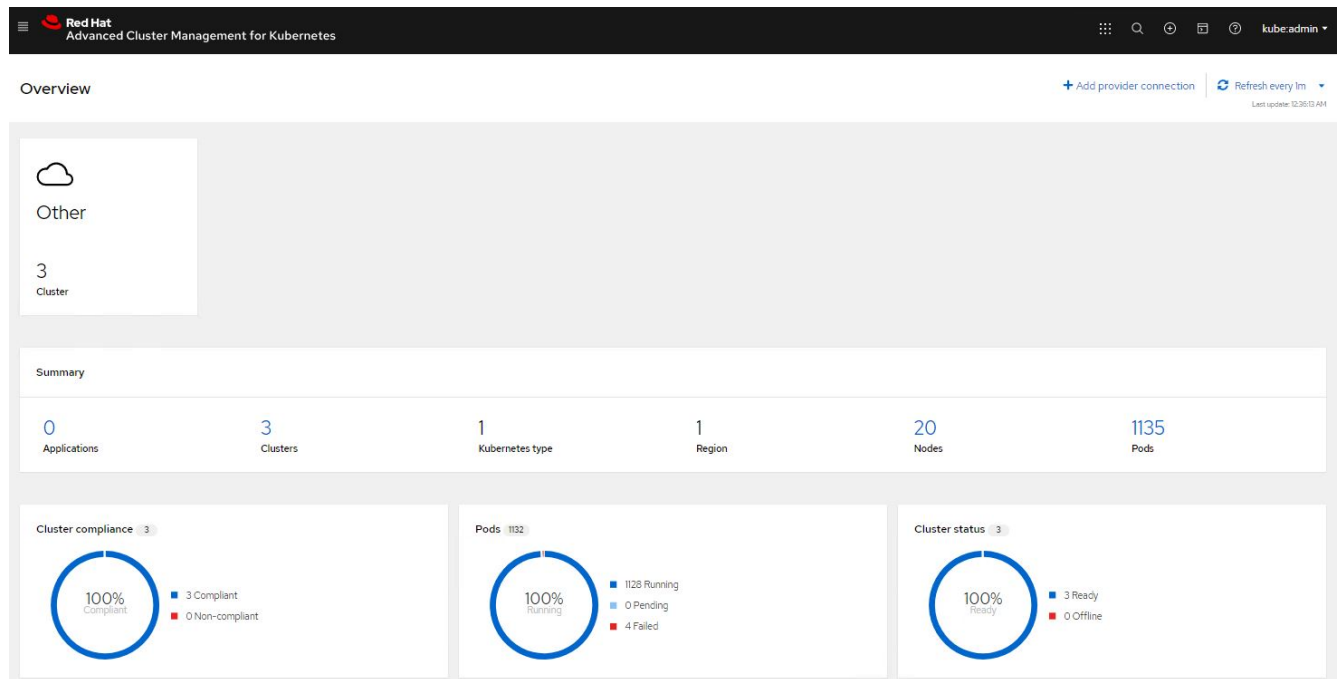 Red Hat
Advanced Cluster Management for Kubernetes
kube:admin
Overview
Add provider connection
Refresh every 1m
Last update: 12:36:13 AM
Other
3
Cluster
Summary
0 3 1 1 20 1135
Applications Clusters Kubernetes type Region Nodes Pods
Cluster compliance 3
100%
Compliant
3 Compliant
0 Non-compliant
Pods 1132
100%
Running
1128 Running
0 Pending
4 Failed
Cluster status 3
100%
Ready
3 Ready
0 Offline